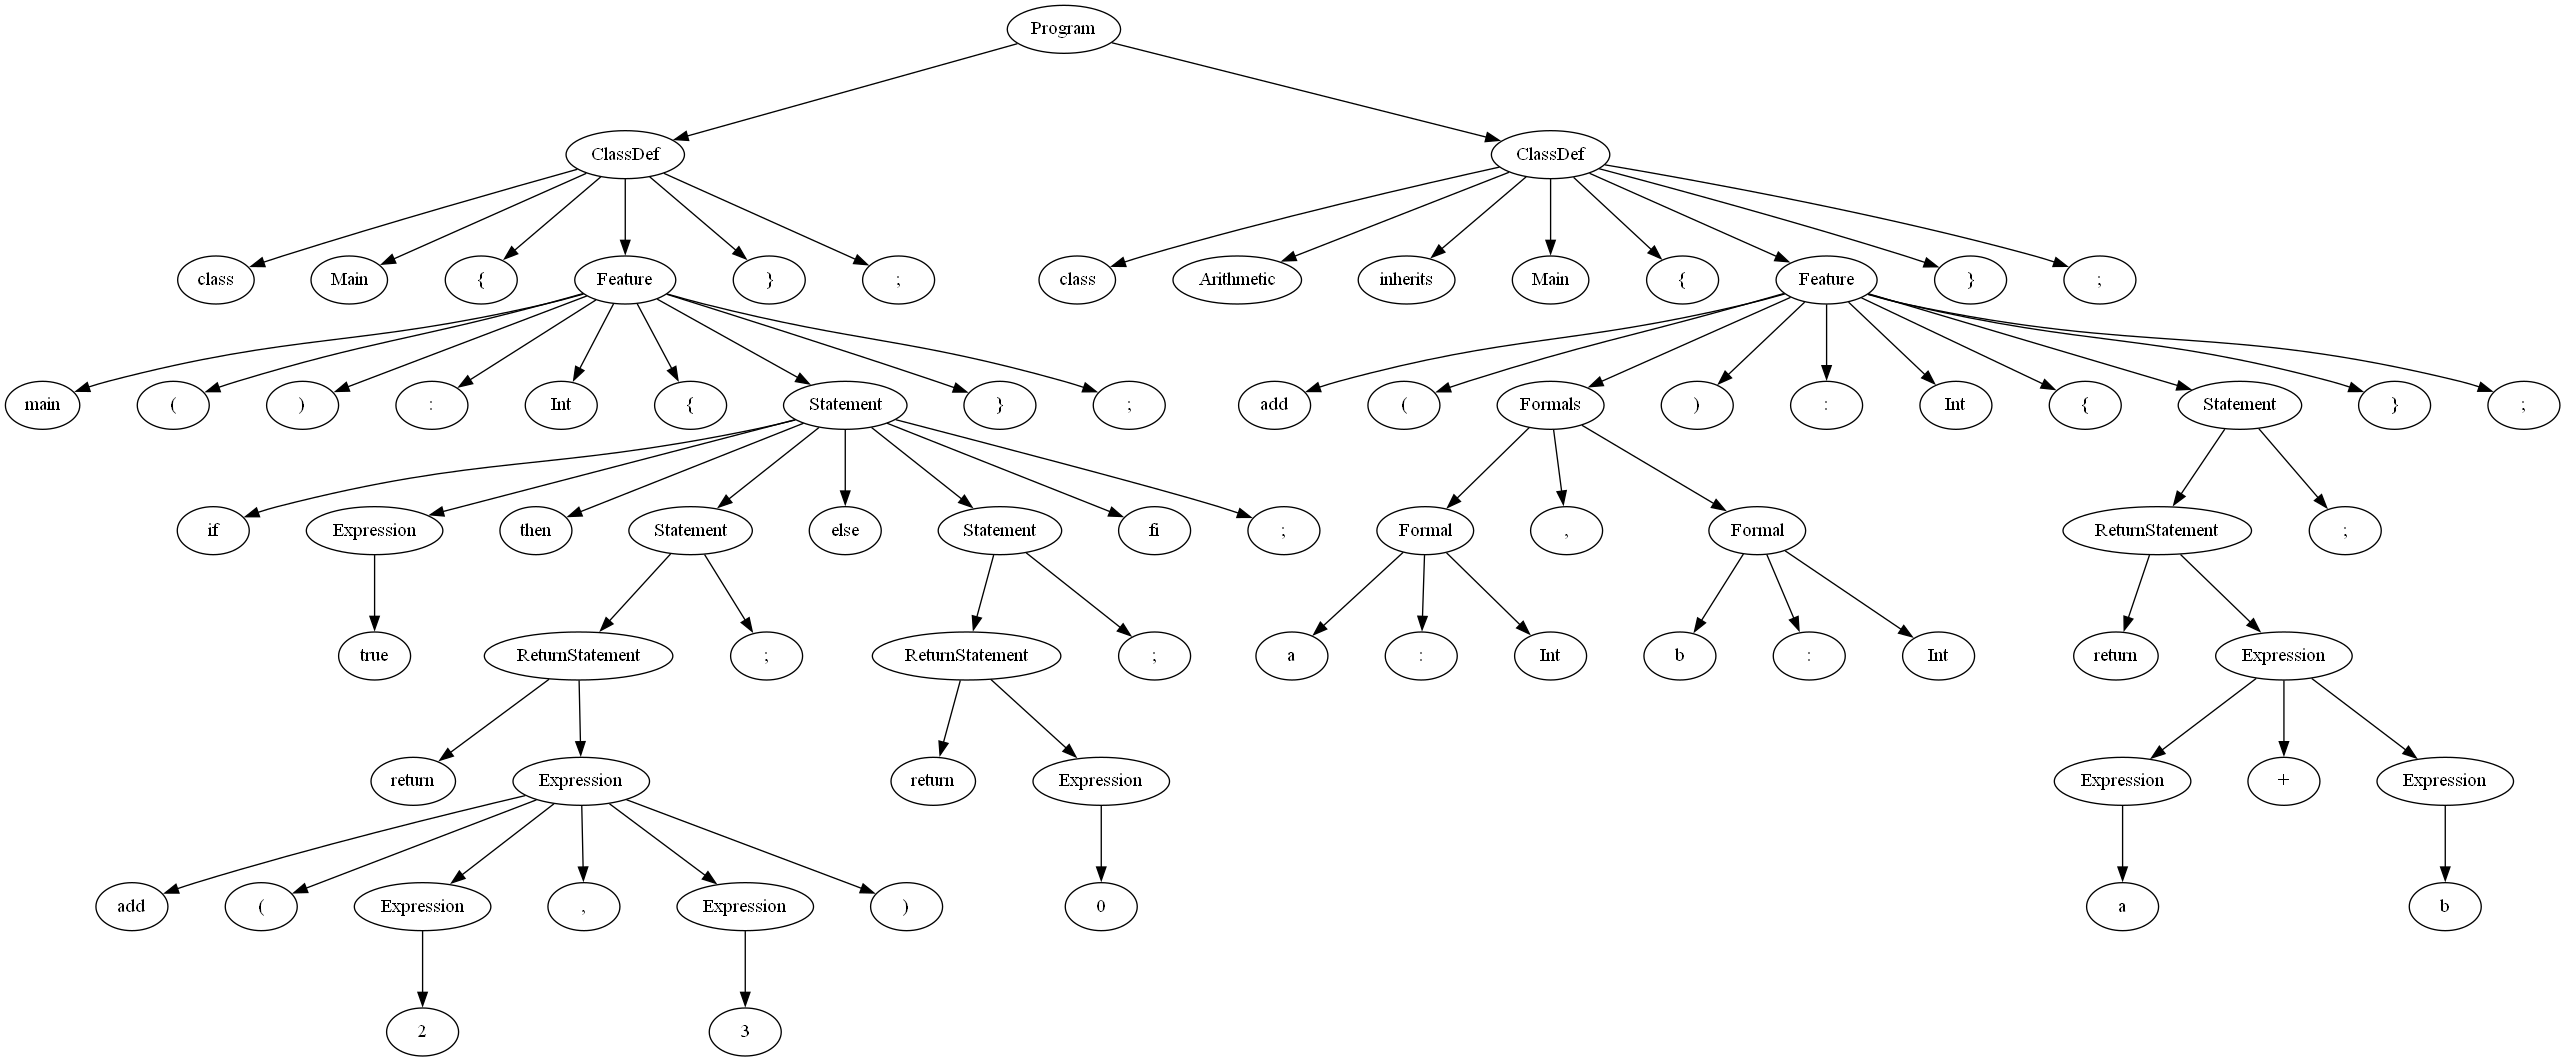 Program
ClassDef ClassDef
class Main { Feature } ; class Arithmetic inherits Main { Feature } ;
main ( ) : Int { Statement } ; add ( Formals ) : Int { Statement } ;
if Expression then Statement else Statement fi ; Formal , Formal ReturnStatement ;
true ReturnStatement ; ReturnStatement ; a : Int b : Int return Expression
return Expression return Expression Expression + Expression
add ( Expression , Expression ) 0 a b
2 3